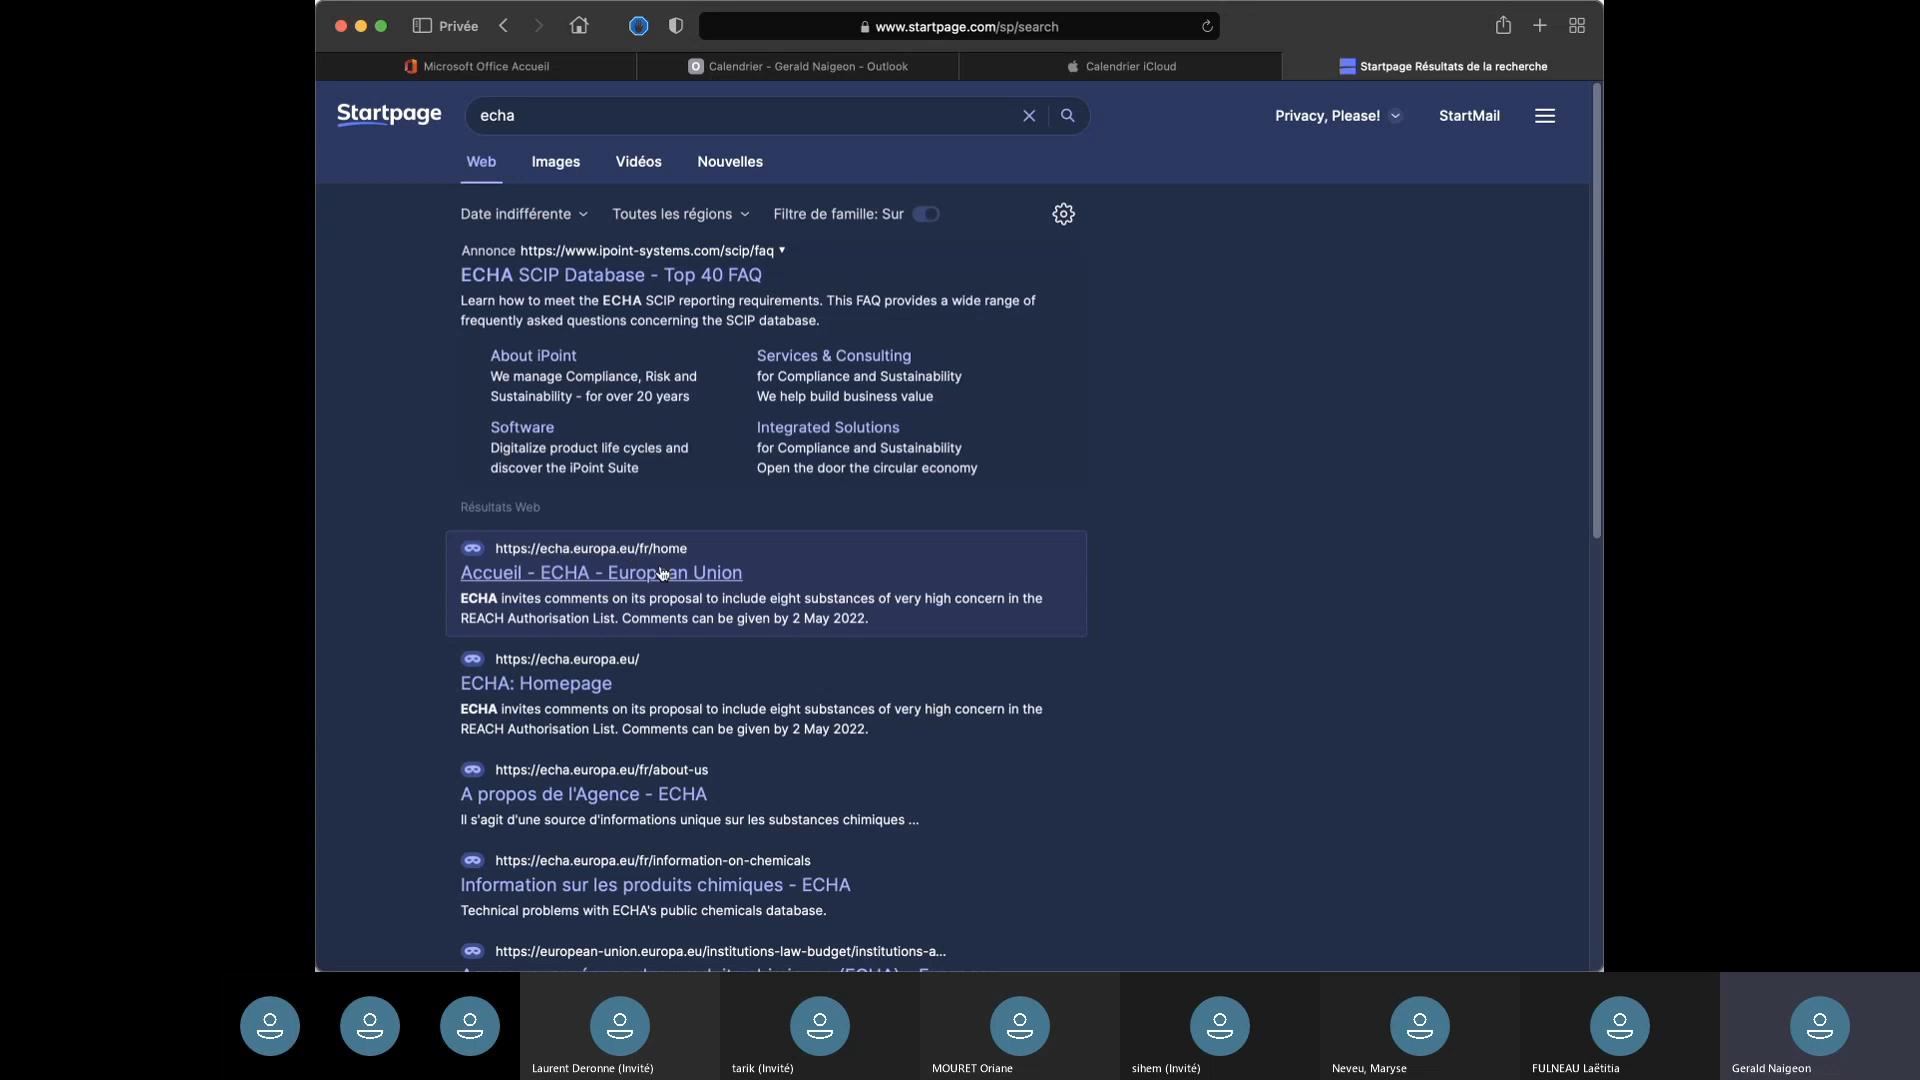 Privée
www.startpage.com/sp/search
Microsoft Office Accueil
Calendrier - Gerald Naigeon - Outlook
Calendrier iCloud
Startpage Résultats de la recherche
Startpage
echa
Privacy, Please!
StartMail
Web
Images
Vidéos
Nouvelles
Date indifférente
Toutes les régions
Filtre de famille: Sur
Annonce https://www.ipoint-systems.com/scip/faq
ECHA SCIP Database - Top 40 FAQ
Learn how to meet the ECHA SCIP reporting requirements. This FAQ provides a wide range of
frequently asked questions concerning the SCIP database.
About iPoint
We manage Compliance, Risk and
Sustainability - for over 20 years
Services & Consulting
for Compliance and Sustainability
We help build business value
Software
Digitalize product life cycles and
discover the iPoint Suite
Integrated Solutions
for Compliance and Sustainability
Open the door the circular economy
Résultats Web
https://echa.europa.eu/fr/home
Accueil - ECHA - European Union
ECHA invites comments on its proposal to include eight substances of very high concern in the
REACH Authorisation List. Comments can be given by 2 May 2022.
https://echa.europa.eu/
ECHA: Homepage
ECHA invites comments on its proposal to include eight substances of very high concern in the
REACH Authorisation List. Comments can be given by 2 May 2022.
https://echa.europa.eu/fr/about-us
A propos de l'Agence - ECHA
Il s'agit d'une source d'informations unique sur les substances chimiques ...
https://echa.europa.eu/fr/information-on-chemicals
Information sur les produits chimiques - ECHA
Technical problems with ECHA's public chemicals database.
https://european-union.europa.eu/institutions-law-budget/institutions-a...
Laurent Deronne (Invité)
tarik (Invité)
MOURET Oriane
sihem (Invité)
Neveu, Maryse
FULNEAU Laëtitia
Gerald Naigeon